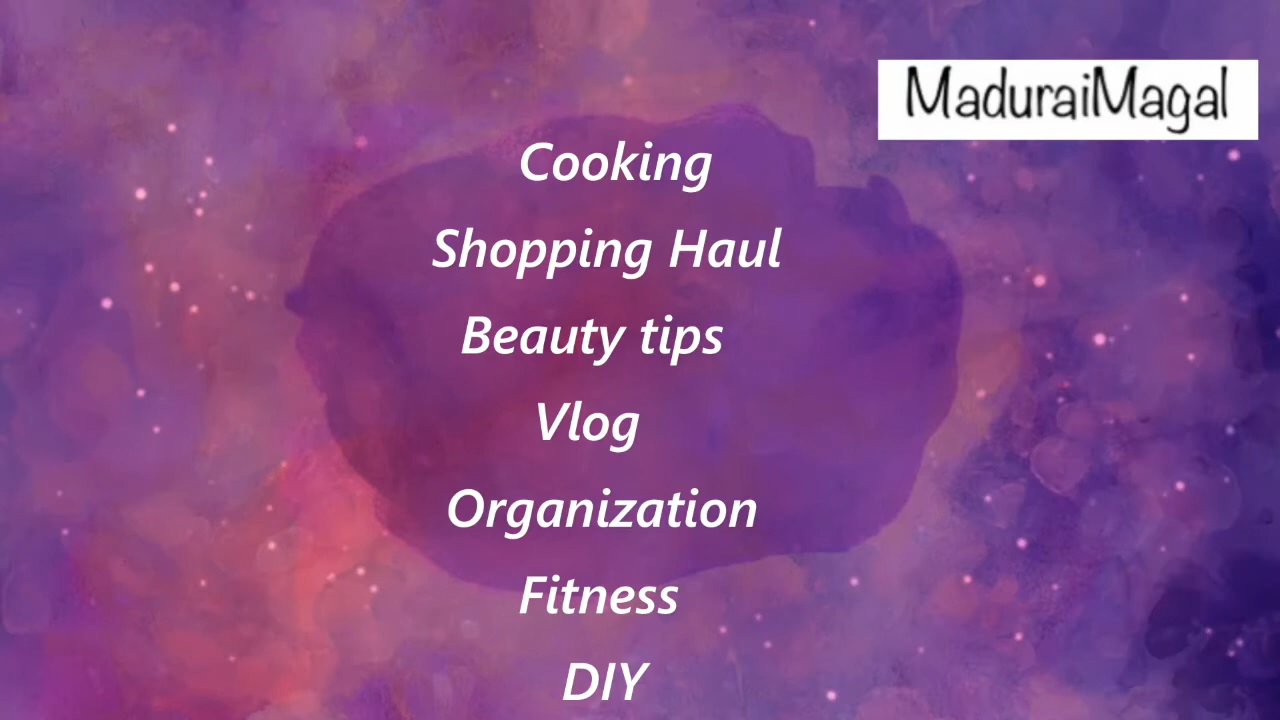 MaduraiMagal
Cooking
Shopping Haul
Beauty tips
Vlog
Organization
Fitness
DIY